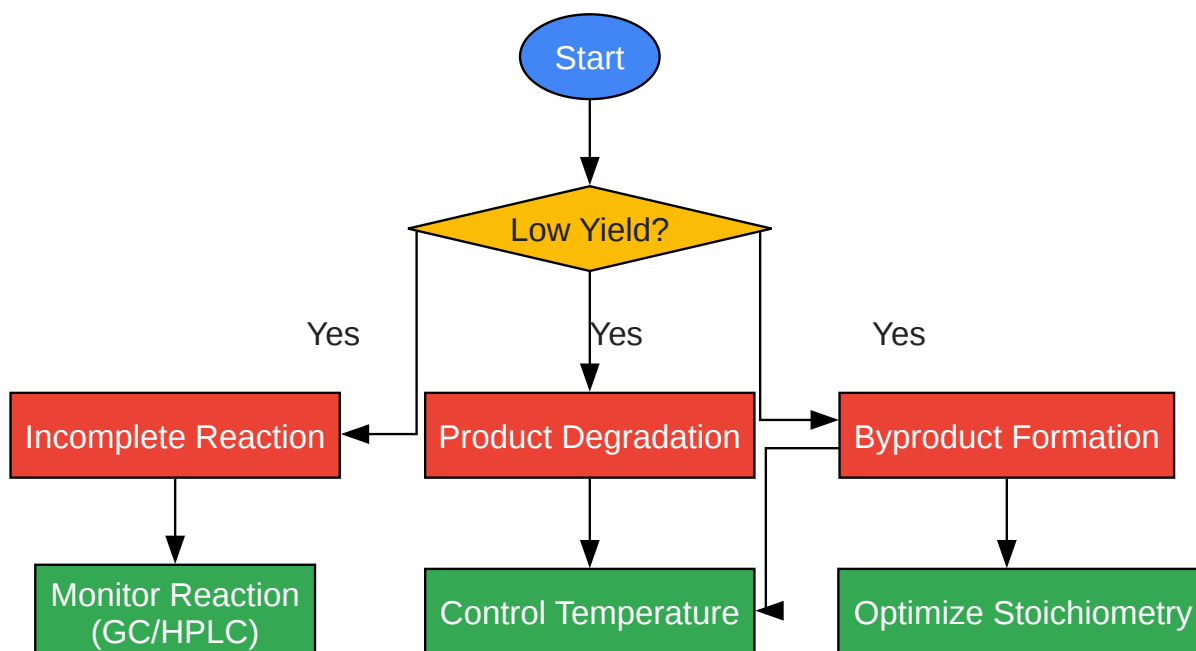 Start
Low Yield?
Yes
Yes
Yes
Incomplete Reaction
Product Degradation
Byproduct Formation
Monitor Reaction
(GC/HPLC)
Control Temperature
Optimize Stoichiometry